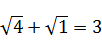 √4 + √1 = 3